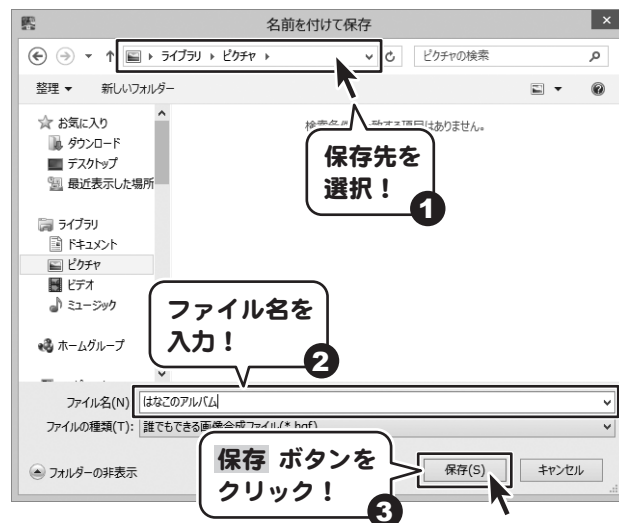 名前を付けて保存
ライブラリ ピクチャ
ピクチャの検索
整理 新しいフォルダー
お気に入り
ダウンロード
デスクトップ
最近表示した場所
ライブラリ
ドキュメント
ピクチャ
ビデオ
ミュージック
ホームグループ
項目はありません。
保存先を
選択！
1
ファイル名を
入力！
2
ファイル名(N) はなこのアルバム
ファイルの種類(T): 誰でもできる画像合成ファイル(*.hgf)
保存 ボタンを
クリック！
3
フォルダーの非表示
保存(S) キャンセル